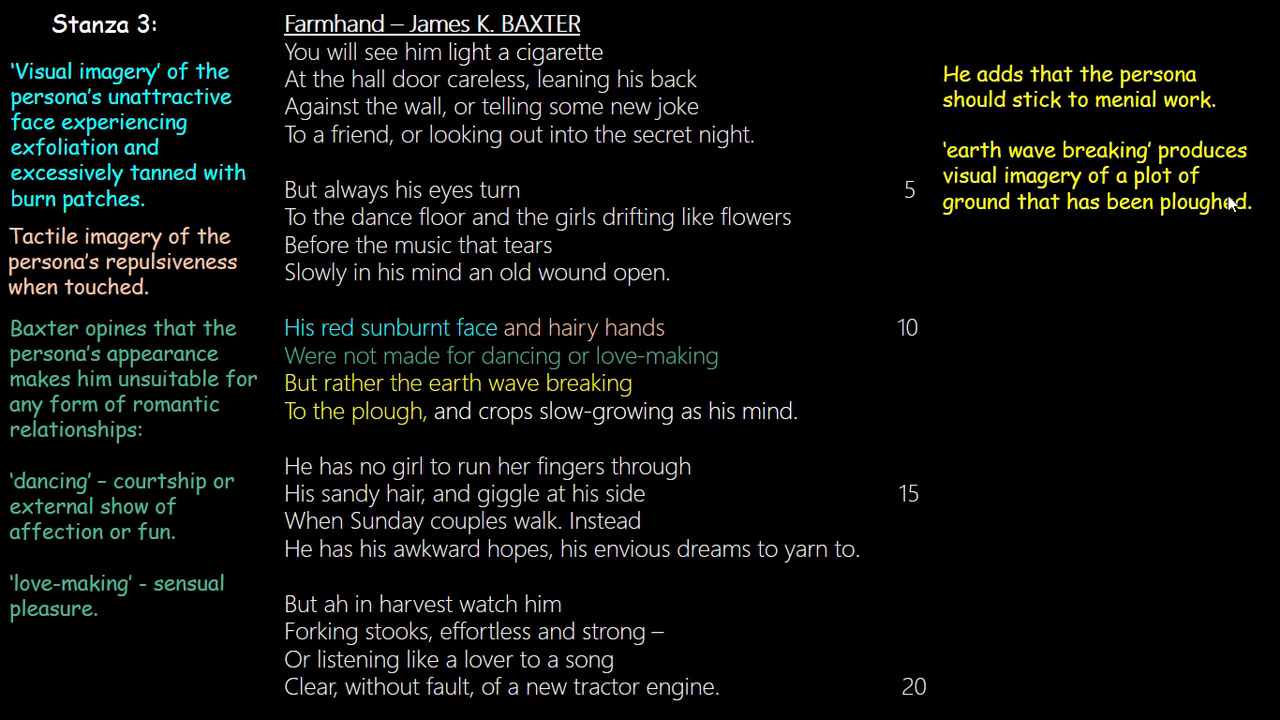 Stanza 3:
'Visual imagery' of the
persona's unattractive
face experiencing
exfoliation and
excessively tanned with
burn patches.
Tactile imagery of the
persona's repulsiveness
when touched.
Baxter opines that the
persona's appearance
makes him unsuitable for
any form of romantic
relationships:
'dancing' – courtship or
external show of
affection or fun.
'love-making' - sensual
pleasure.
Farmhand – James K. BAXTER
You will see him light a cigarette
At the hall door careless, leaning his back
Against the wall, or telling some new joke
To a friend, or looking out into the secret night.
But always his eyes turn 5
To the dance floor and the girls drifting like flowers
Before the music that tears
Slowly in his mind an old wound open.
His red sunburnt face and hairy hands 10
Were not made for dancing or love-making
But rather the earth wave breaking
To the plough, and crops slow-growing as his mind.
He has no girl to run her fingers through
His sandy hair, and giggle at his side 15
When Sunday couples walk. Instead
He has his awkward hopes, his envious dreams to yarn to.
But ah in harvest watch him
Forking stooks, effortless and strong –
Or listening like a lover to a song
Clear, without fault, of a new tractor engine. 20
He adds that the persona
should stick to menial work.
'earth wave breaking' produces
visual imagery of a plot of
ground that has been ploughed.